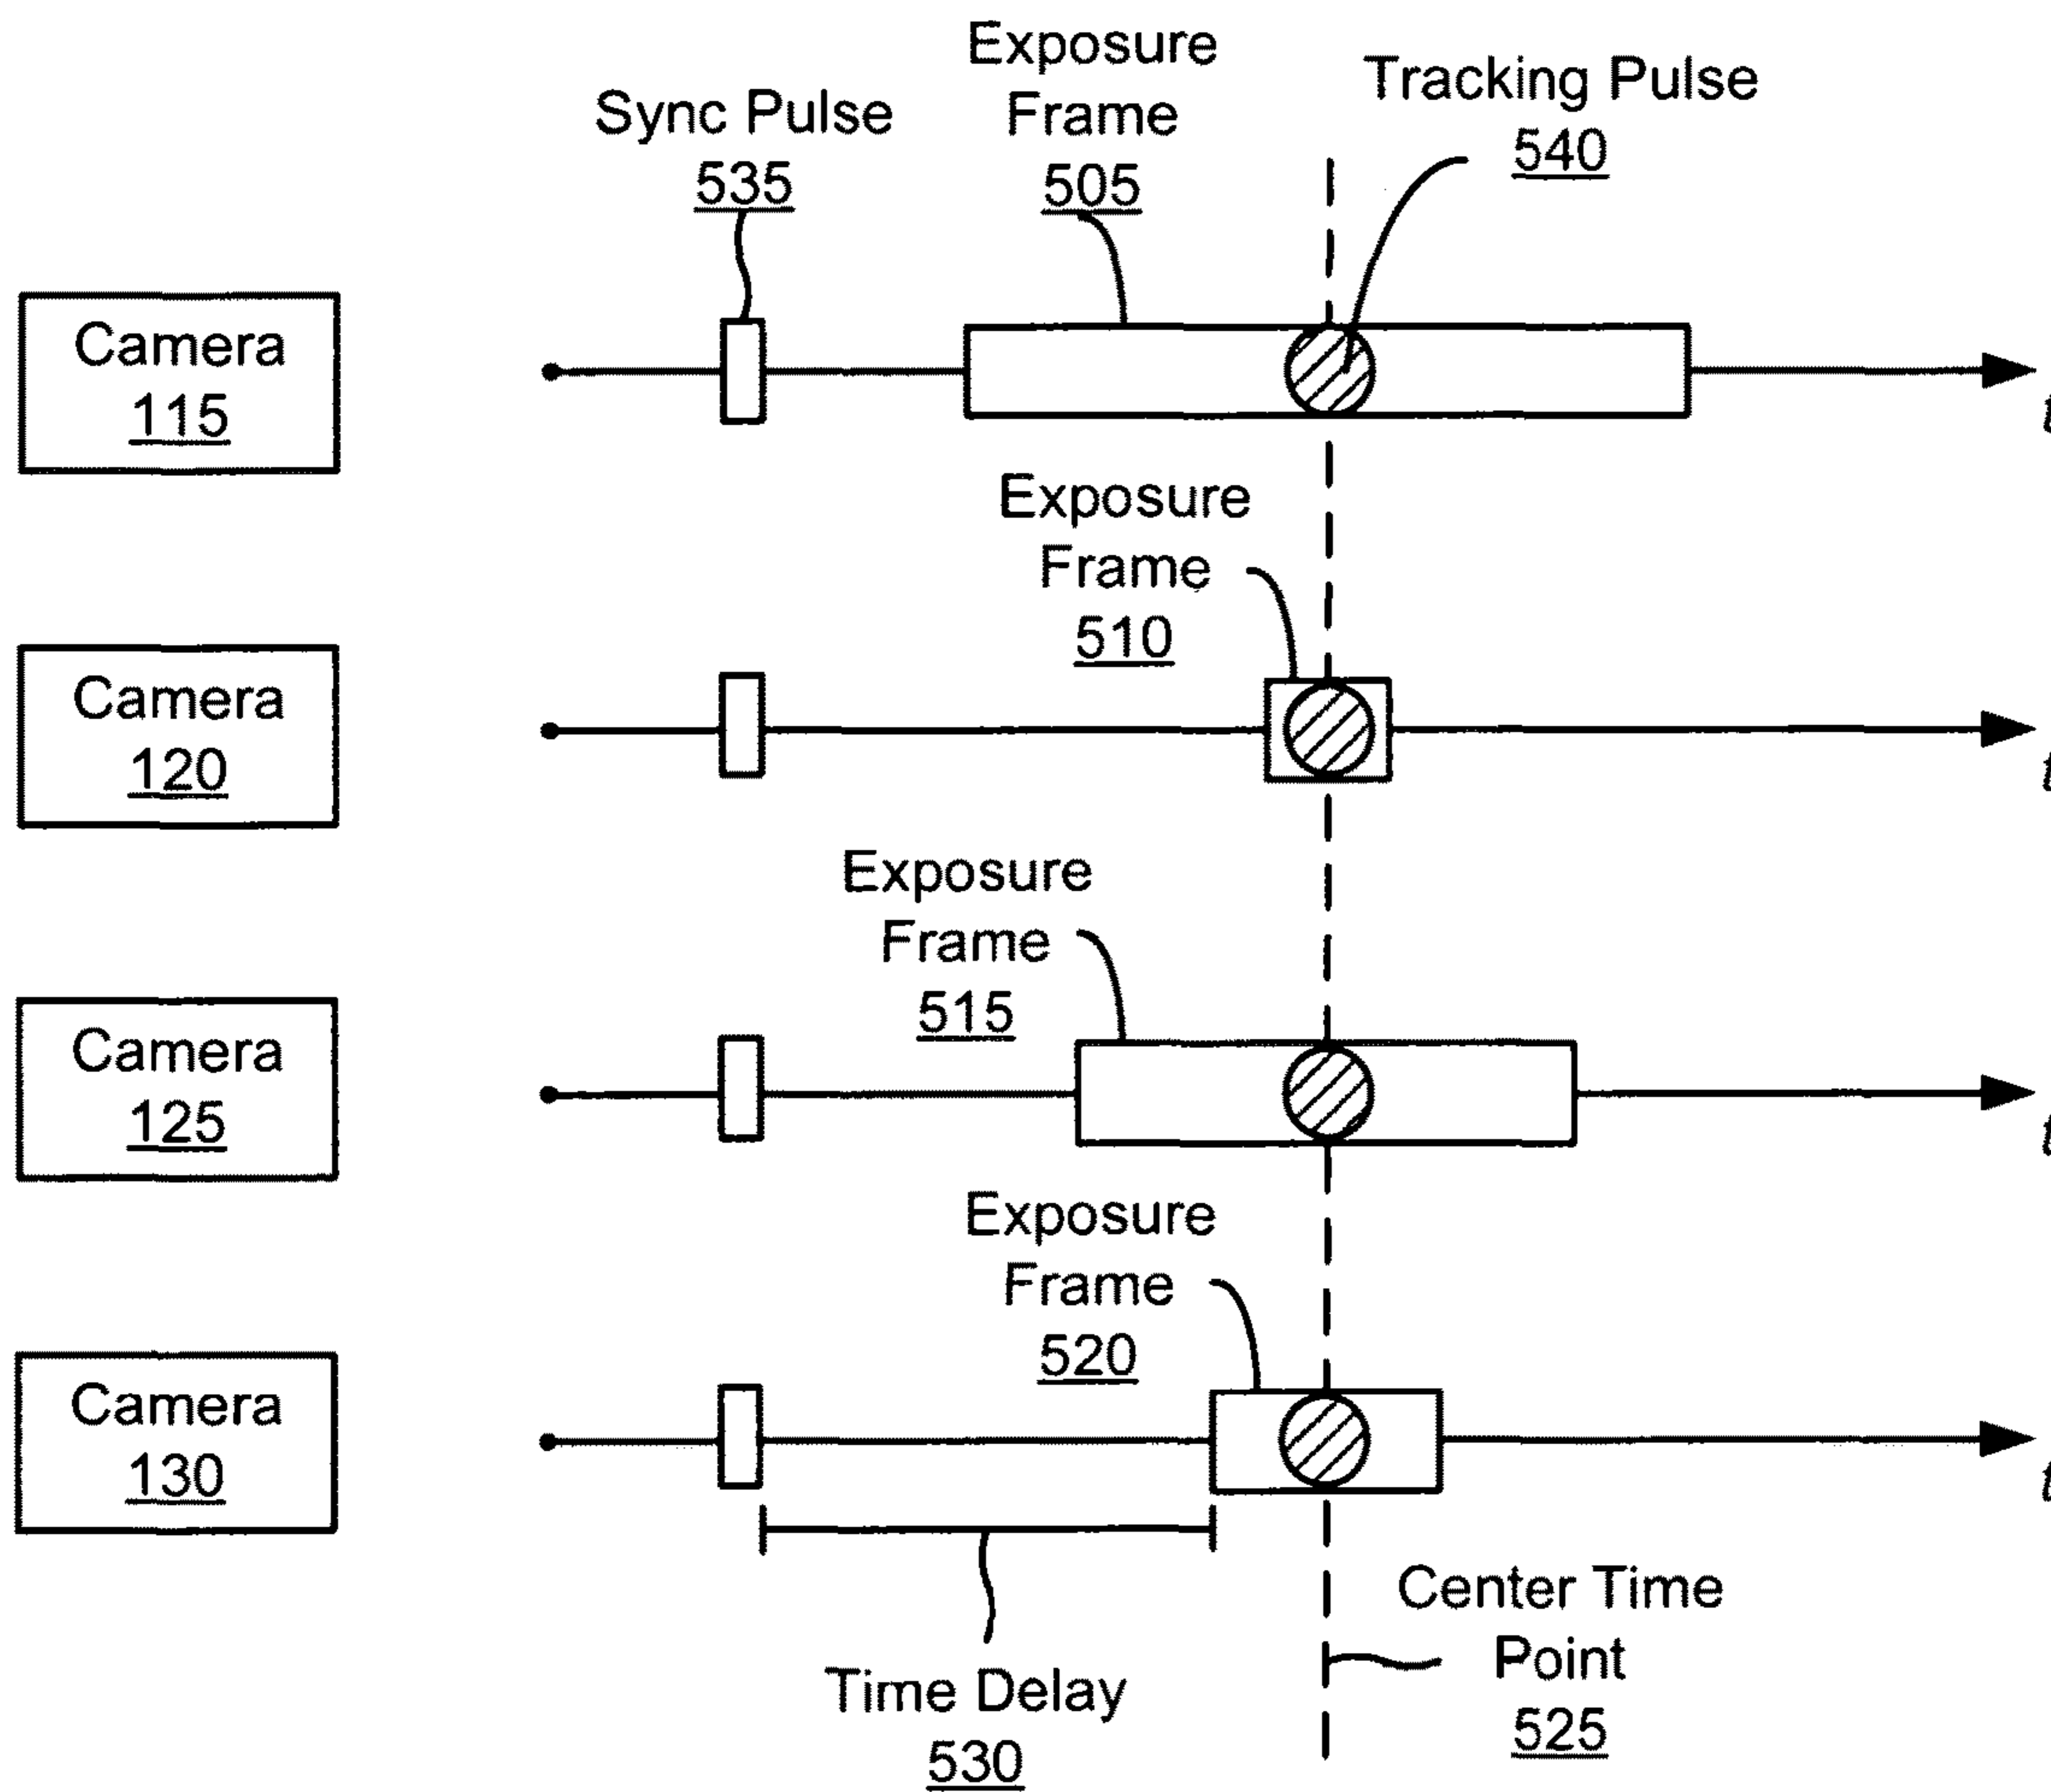 Exposure
Frame
505
Tracking Pulse
540
Sync Pulse
535
Camera
115
t
Exposure
Frame
510
Camera
120
t
Exposure
Frame
515
Camera
125
t
Exposure
Frame
520
Camera
130
t
Center Time
Point
525
Time Delay
530